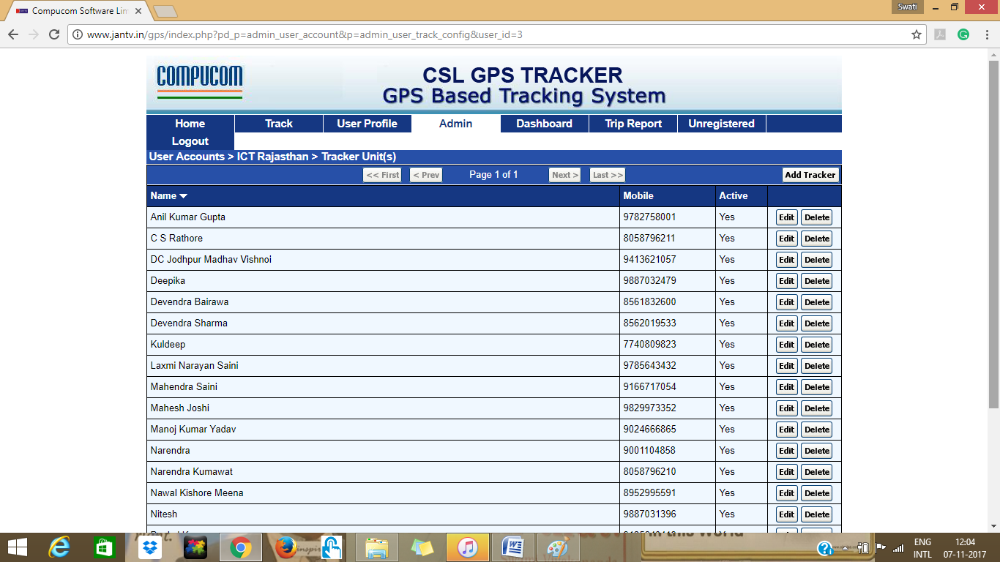 Compucom Software Lim
Swati
www.jantv.in/gps/index.php?pd_p=admin_user_account&p=admin_user_track_config&user_id=3
COMPUCOM
CSL GPS TRACKER
GPS Based Tracking System
Home Track User Profile Admin Dashboard Trip Report Unregistered
Logout
User Accounts > ICT Rajasthan > Tracker Unit(s)
<< First < Prev Page 1 of 1 Next > Last >> Add Tracker
Name Mobile Active
Anil Kumar Gupta 9782758001 Yes Edit Delete
C S Rathore 8058796211 Yes Edit Delete
DC Jodhpur Madhav Vishnoi 9413621057 Yes Edit Delete
Deepika 9887032479 Yes Edit Delete
Devendra Bairawa 8561832600 Yes Edit Delete
Devendra Sharma 8562019533 Yes Edit Delete
Kuldeep 7740809823 Yes Edit Delete
Laxmi Narayan Saini 9785643432 Yes Edit Delete
Mahendra Saini 9166717054 Yes Edit Delete
Mahesh Joshi 9829973352 Yes Edit Delete
Manoj Kumar Yadav 9024666865 Yes Edit Delete
Narendra 9001104858 Yes Edit Delete
Narendra Kumawat 8058796210 Yes Edit Delete
Nawal Kishore Meena 8952995591 Yes Edit Delete
Nitesh 9887031396 Yes Edit Delete
ENG 12:04
INTL 07-11-2017